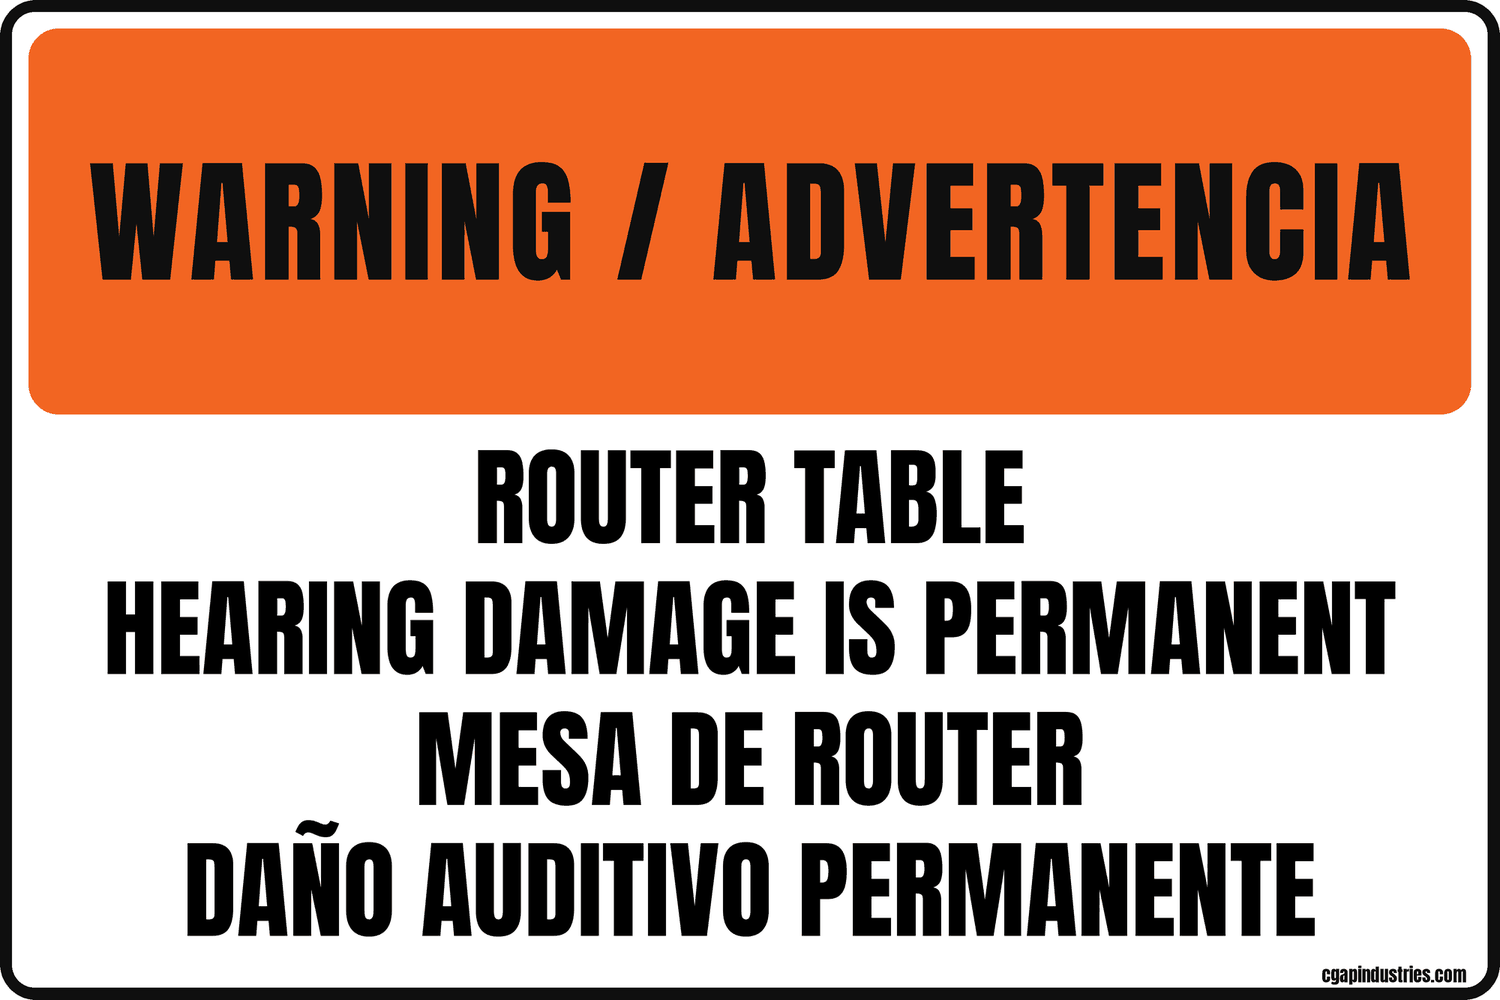 WARNING / ADVERTENCIA
ROUTER TABLE
HEARING DAMAGE IS PERMANENT
MESA DE ROUTER
DAÑO AUDITIVO PERMANENTE
cgapindustries.com